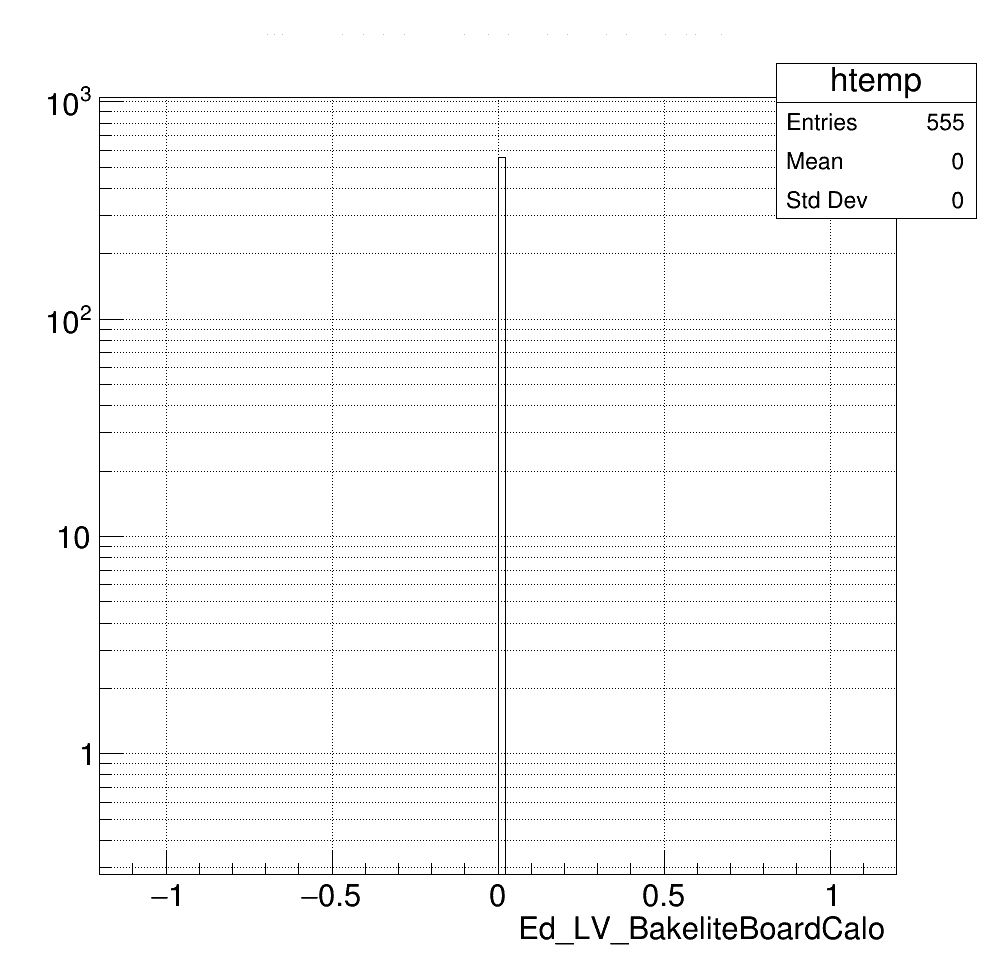 htemp
Entries 555
Mean 0
Std Dev 0
10³
10²
10
1
−1 −0.5 0 0.5 1
Ed_LV_BakeliteBoardCalo